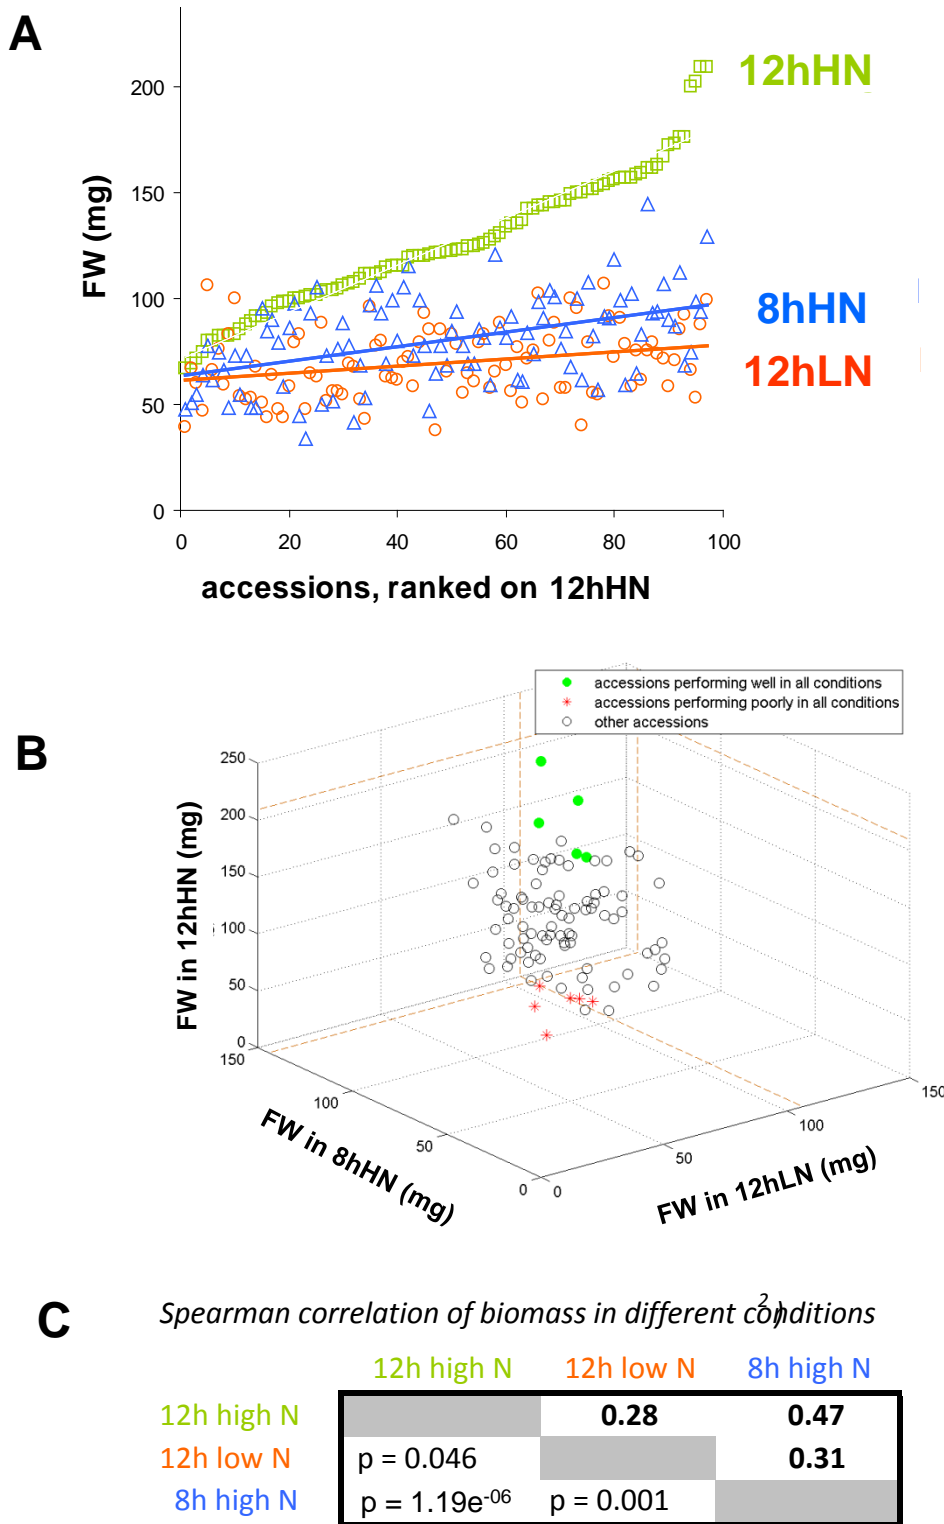 A
12hHN
200
150
FW (mg)
100
8hHN
12hLN
50
0
0 20 40 60 80 100
accessions, ranked on 12hHN
B
accessions performing well in all conditions
accessions performing poorly in all conditions
other accessions
250
200
150
100
50
0
FW in 12hHN (mg)
150
100
50
0
FW in 8hHN (mg)
0
50
100
150
FW in 12hLN (mg)
C
Spearman correlation of biomass in different conditions
2)
12h high N 12h low N 8h high N
12h high N 0.28 0.47
12h low N p = 0.046 0.31
8h high N p = 1.19e-06 p = 0.001